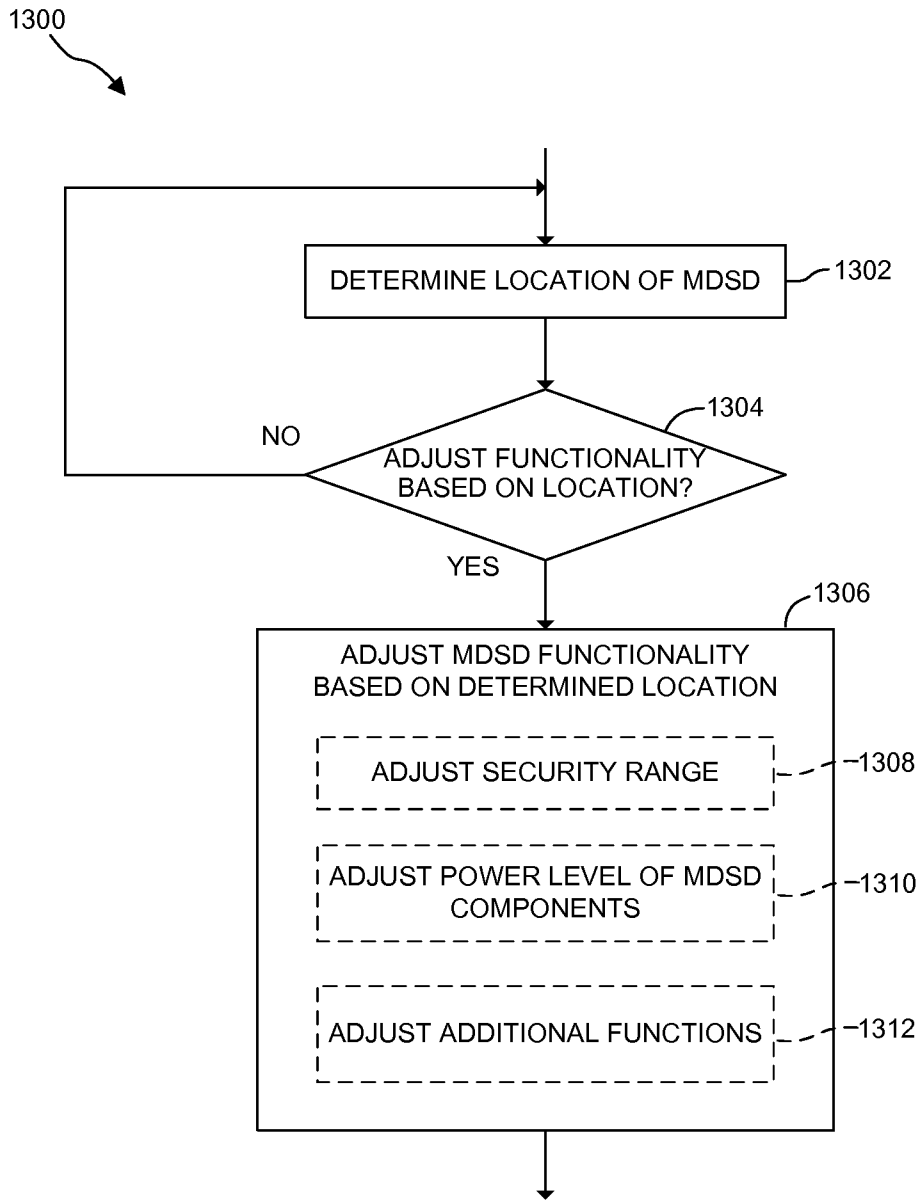 1300
DETERMINE LOCATION OF MDSD
1302
1304
NO
ADJUST FUNCTIONALITY
BASED ON LOCATION?
YES
1306
ADJUST MDSD FUNCTIONALITY
BASED ON DETERMINED LOCATION
ADJUST SECURITY RANGE
1308
ADJUST POWER LEVEL OF MDSD
COMPONENTS
1310
ADJUST ADDITIONAL FUNCTIONS
1312